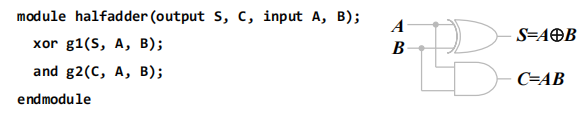 module halfadder(output S, C, input A, B);
xor g1(S, A, B);
and g2(C, A, B);
endmodule
A
B
S=A⊕B
C=AB